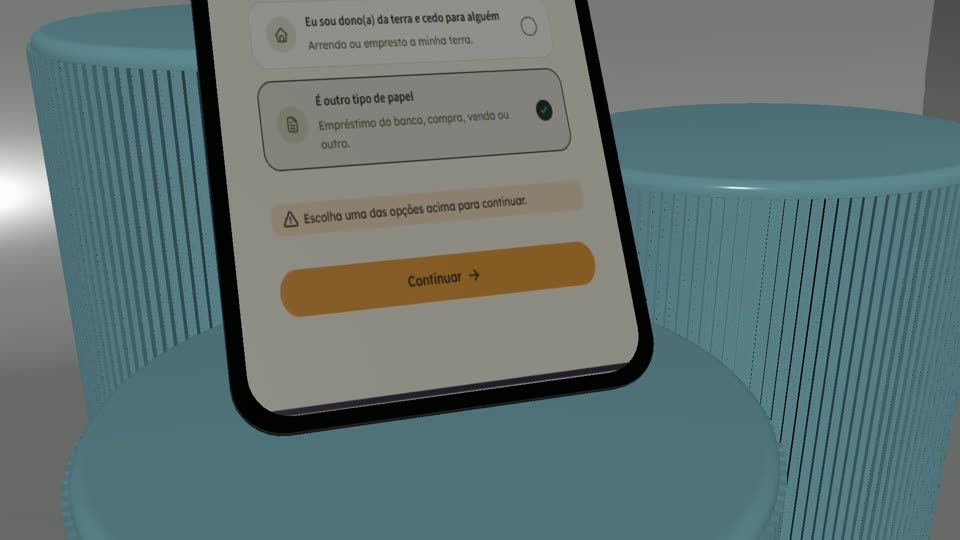 Eu sou dono(a) da terra e cedo para alguém
Arrendo ou empresto a minha terra.
É outro tipo de papel
Empréstimo do banco, compra, venda ou
outro.
Escolha uma das opções acima para continuar.
Continuar →